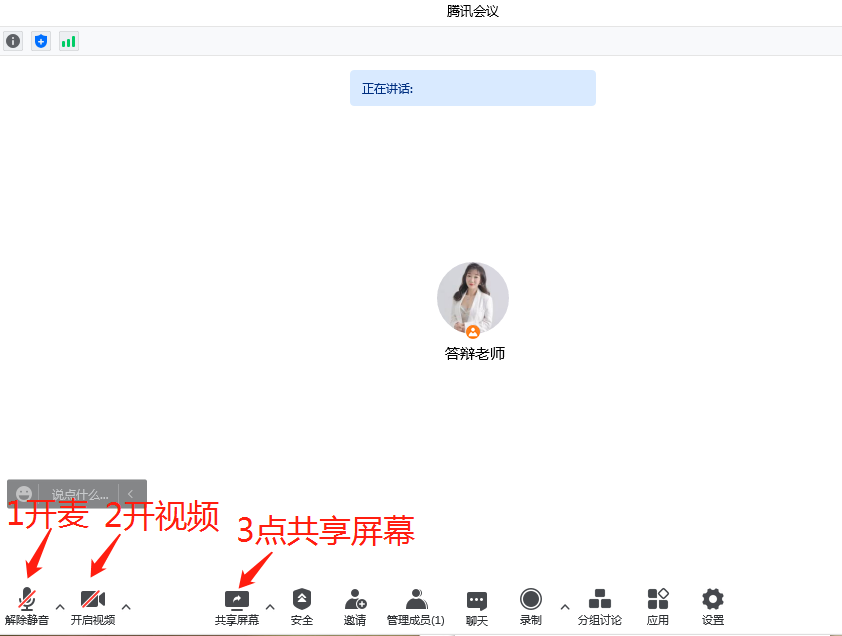 腾讯会议
正在讲话:
答辩老师
说点什么...
1开麦 2开视频 3点共享屏幕
解除静音 开启视频 共享屏幕 安全 邀请 管理成员(1) 聊天 录制 分组讨论 应用 设置